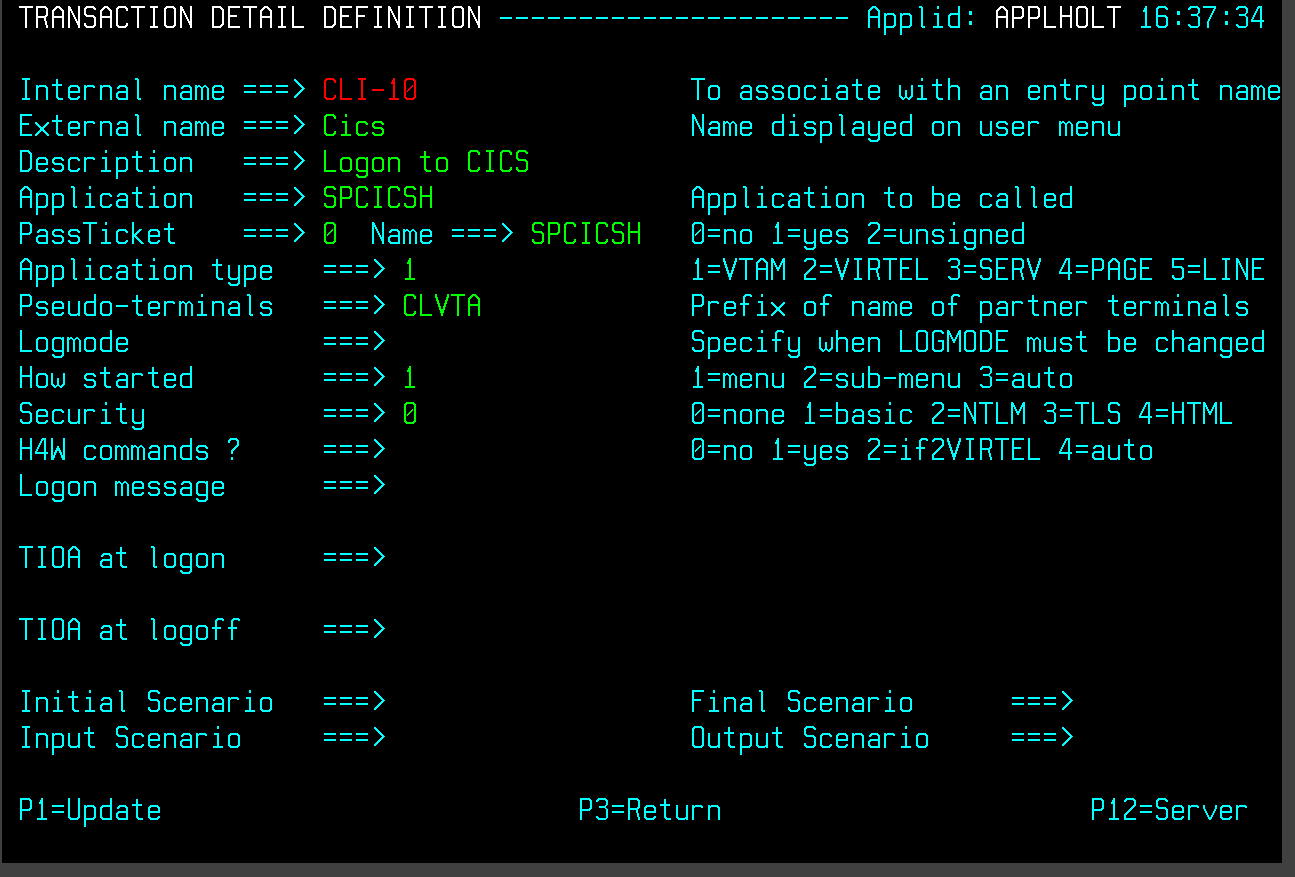 TRANSACTION DETAIL DEFINITION ---------------------- Applid: APPLHOLT 16:37:34
Internal name ===> CLI-10 To associate with an entry point name
External name ===> Cics Name displayed on user menu
Description ===> Logon to CICS
Application ===> SPCICSH Application to be called
PassTicket ===> 0 Name ===> SPCICSH 0=no 1=yes 2=unsigned
Application type ===> 1 1=VTAM 2=VIRTEL 3=SERV 4=PAGE 5=LINE
Pseudo-terminals ===> CLVTA Prefix of name of partner terminals
Logmode ===> Specify when LOGMODE must be changed
How started ===> 1 1=menu 2=sub-menu 3=auto
Security ===> 0 0=none 1=basic 2=NTLM 3=TLS 4=HTML
H4W commands ? ===> 0=no 1=yes 2=if2VIRTEL 4=auto
Logon message ===>
TIOA at logon ===>
TIOA at logoff ===>
Initial Scenario ===> Final Scenario ===>
Input Scenario ===> Output Scenario ===>
P1=Update P3=Return P12=Server